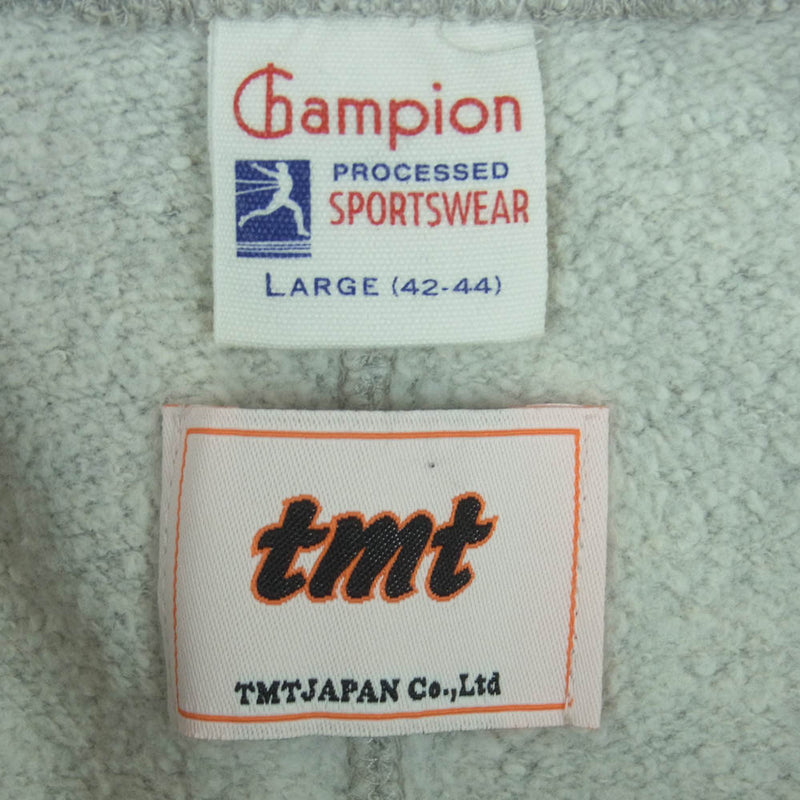 Champion
PROCESSED
SPORTSWEAR
LARGE (42-44)
tmt
TMTJAPAN Co.,Ltd